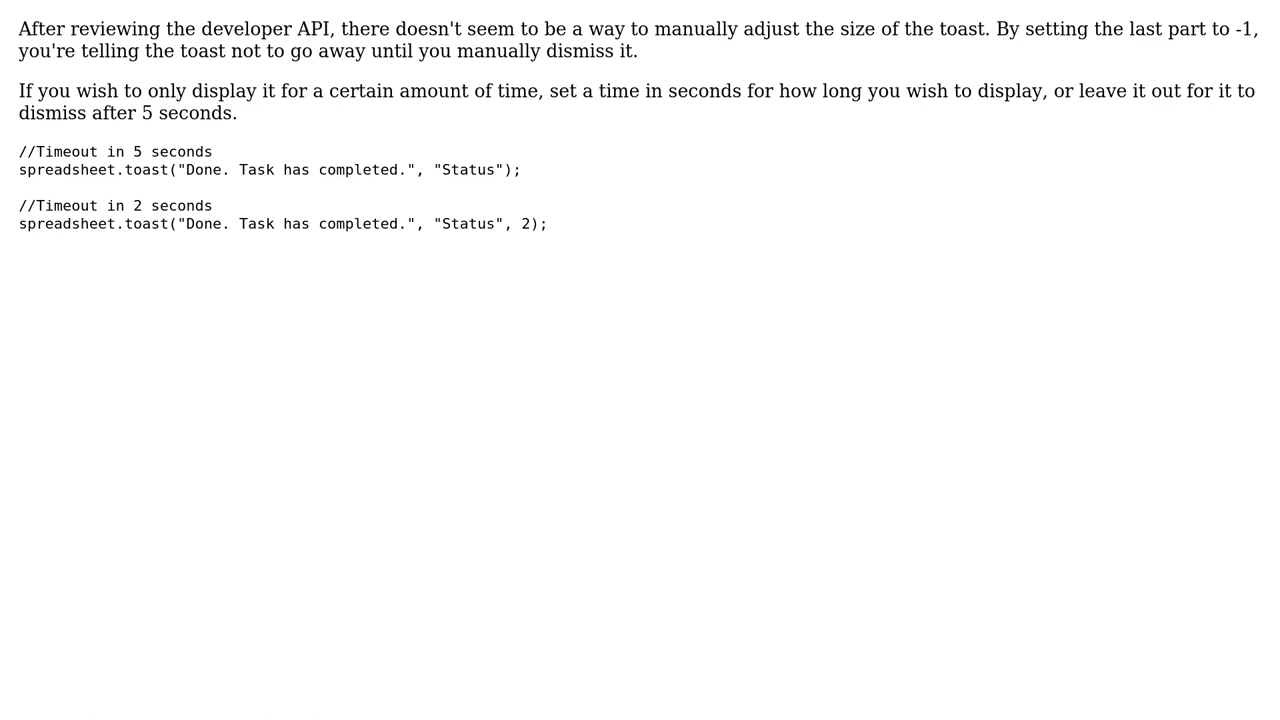 After reviewing the developer API, there doesn't seem to be a way to manually adjust the size of the toast. By setting the last part to -1,
you're telling the toast not to go away until you manually dismiss it.
If you wish to only display it for a certain amount of time, set a time in seconds for how long you wish to display, or leave it out for it to
dismiss after 5 seconds.
//Timeout in 5 seconds
spreadsheet.toast("Done. Task has completed.", "Status");
//Timeout in 2 seconds
spreadsheet.toast("Done. Task has completed.", "Status", 2);